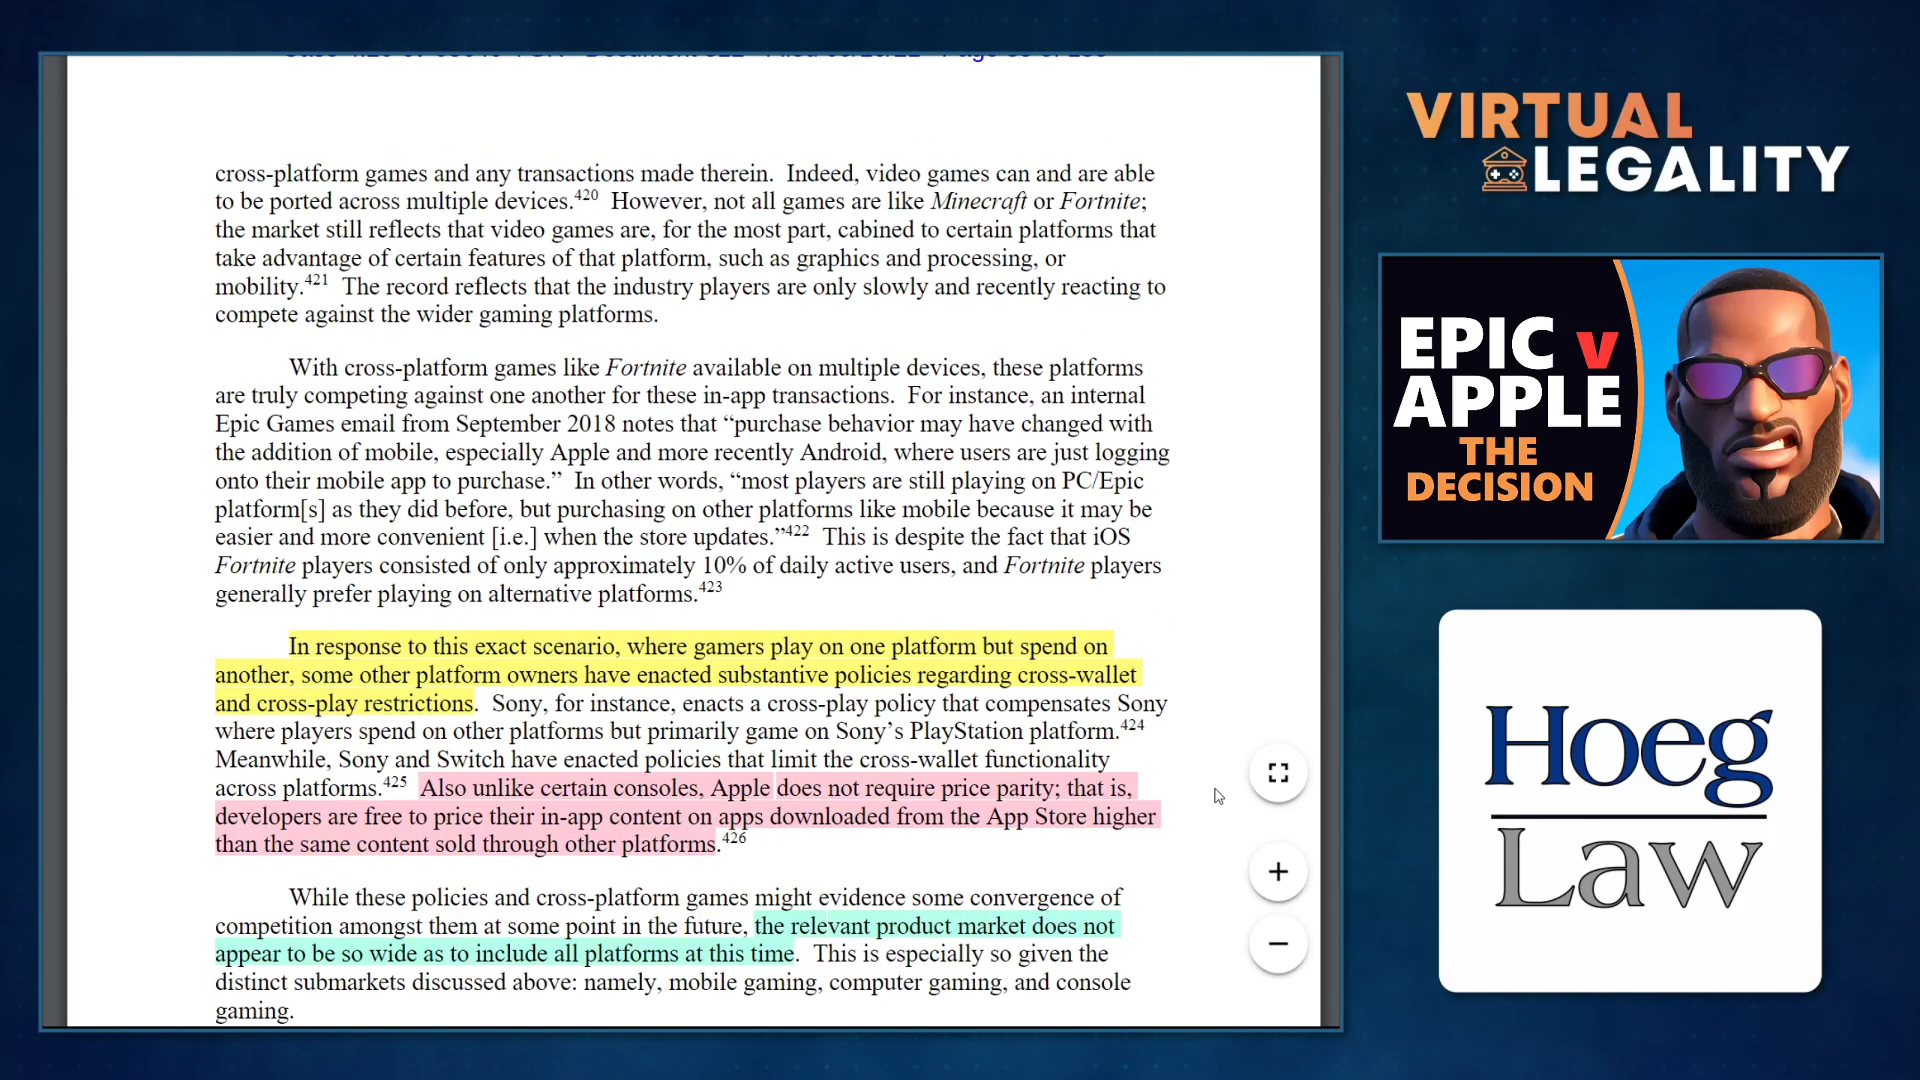 cross-platform games and any transactions made therein.  Indeed, video games can and are able
to be ported across multiple devices.420  However, not all games are like Minecraft or Fortnite;
the market still reflects that video games are, for the most part, cabined to certain platforms that
take advantage of certain features of that platform, such as graphics and processing, or
mobility.421  The record reflects that the industry players are only slowly and recently reacting to
compete against the wider gaming platforms.
With cross-platform games like Fortnite available on multiple devices, these platforms
are truly competing against one another for these in-app transactions.  For instance, an internal
Epic Games email from September 2018 notes that “purchase behavior may have changed with
the addition of mobile, especially Apple and more recently Android, where users are just logging
onto their mobile app to purchase.”  In other words, “most players are still playing on PC/Epic
platform[s] as they did before, but purchasing on other platforms like mobile because it may be
easier and more convenient [i.e.] when the store updates.”422  This is despite the fact that iOS
Fortnite players consisted of only approximately 10% of daily active users, and Fortnite players
generally prefer playing on alternative platforms.423
In response to this exact scenario, where gamers play on one platform but spend on
another, some other platform owners have enacted substantive policies regarding cross-wallet
and cross-play restrictions.  Sony, for instance, enacts a cross-play policy that compensates Sony
where players spend on other platforms but primarily game on Sony’s PlayStation platform.424
Meanwhile, Sony and Switch have enacted policies that limit the cross-wallet functionality
across platforms.425  Also unlike certain consoles, Apple does not require price parity; that is,
developers are free to price their in-app content on apps downloaded from the App Store higher
than the same content sold through other platforms.426
While these policies and cross-platform games might evidence some convergence of
competition amongst them at some point in the future, the relevant product market does not
appear to be so wide as to include all platforms at this time.  This is especially so given the
distinct submarkets discussed above: namely, mobile gaming, computer gaming, and console
gaming.
VIRTUAL
LEGALITY
EPIC v
APPLE
THE
DECISION
Hoeg
Law